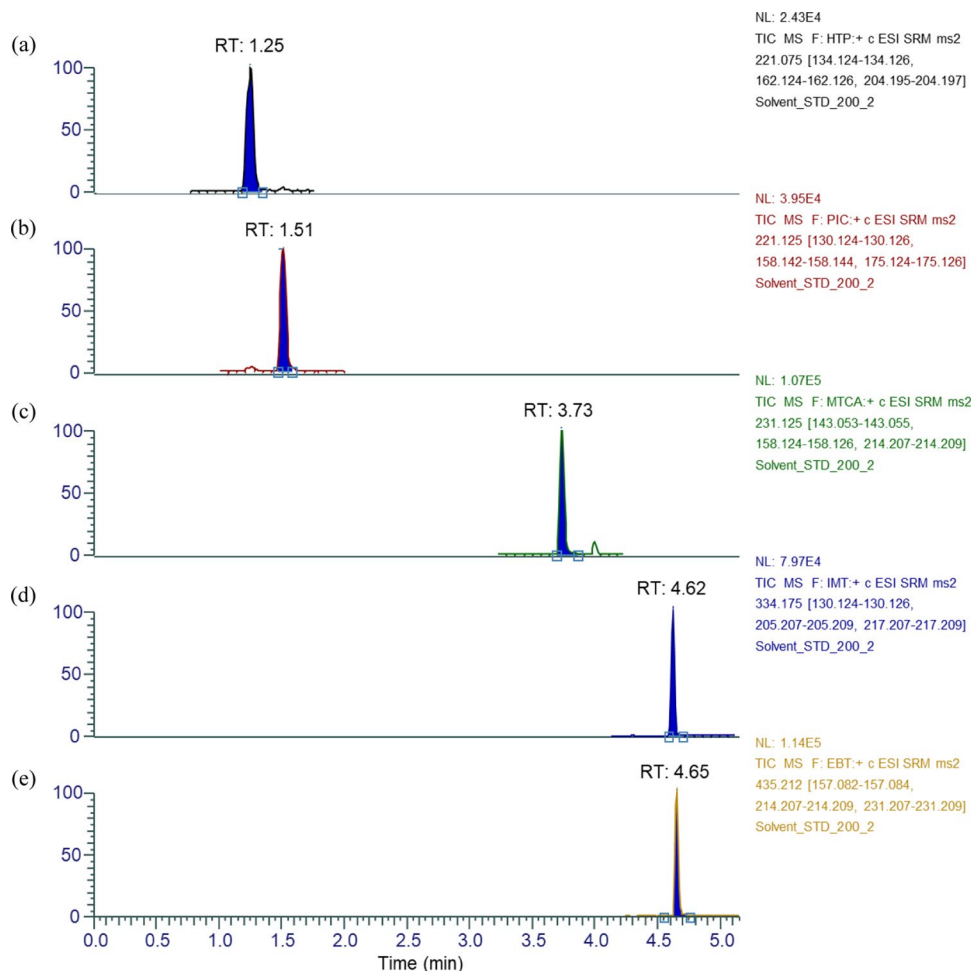 (a)
RT: 1.25
100
50
0
NL: 2.43E4
TIC MS F: HTP:+ c ESI SRM ms2
221.075 [134.124-134.126,
162.124-162.126, 204.195-204.197]
Solvent_STD_200_2
(b)
RT: 1.51
100
50
0
NL: 3.95E4
TIC MS F: PIC:+ c ESI SRM ms2
221.125 [130.124-130.126,
158.142-158.144, 175.124-175.126]
Solvent_STD_200_2
(c)
RT: 3.73
100
50
0
NL: 1.07E5
TIC MS F: MTCA:+ c ESI SRM ms2
231.125 [143.053-143.055,
158.124-158.126, 214.207-214.209]
Solvent_STD_200_2
(d)
RT: 4.62
100
50
0
NL: 7.97E4
TIC MS F: IMT:+ c ESI SRM ms2
334.175 [130.124-130.126,
205.207-205.209, 217.207-217.209]
Solvent_STD_200_2
(e)
RT: 4.65
100
50
0
NL: 1.14E5
TIC MS F: EBT:+ c ESI SRM ms2
435.212 [157.082-157.084,
214.207-214.209, 231.207-231.209]
Solvent_STD_200_2
0.0 0.5 1.0 1.5 2.0 2.5 3.0 3.5 4.0 4.5 5.0
Time (min)